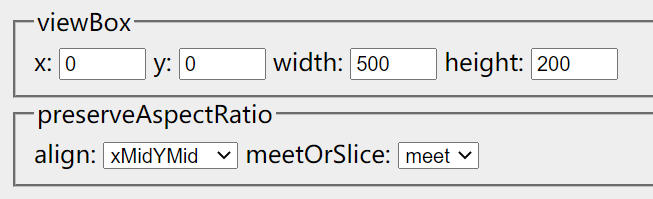 viewBox
x: 0 y: 0 width: 500 height: 200
preserveAspectRatio
align: xMidYMid meetOrSlice: meet